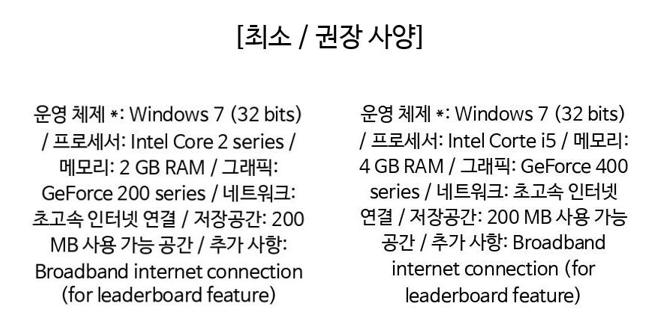 [최소 / 권장 사양]
운영 체제 *: Windows 7 (32 bits)
/ 프로세서: Intel Core 2 series /
메모리: 2 GB RAM / 그래픽:
GeForce 200 series / 네트워크:
초고속 인터넷 연결 / 저장공간: 200
MB 사용 가능 공간 / 추가 사항:
Broadband internet connection
(for leaderboard feature)
운영 체제 *: Windows 7 (32 bits)
/ 프로세서: Intel Corte i5 / 메모리:
4 GB RAM / 그래픽: GeForce 400
series / 네트워크: 초고속 인터넷
연결 / 저장공간: 200 MB 사용 가능
공간 / 추가 사항: Broadband
internet connection (for
leaderboard feature)